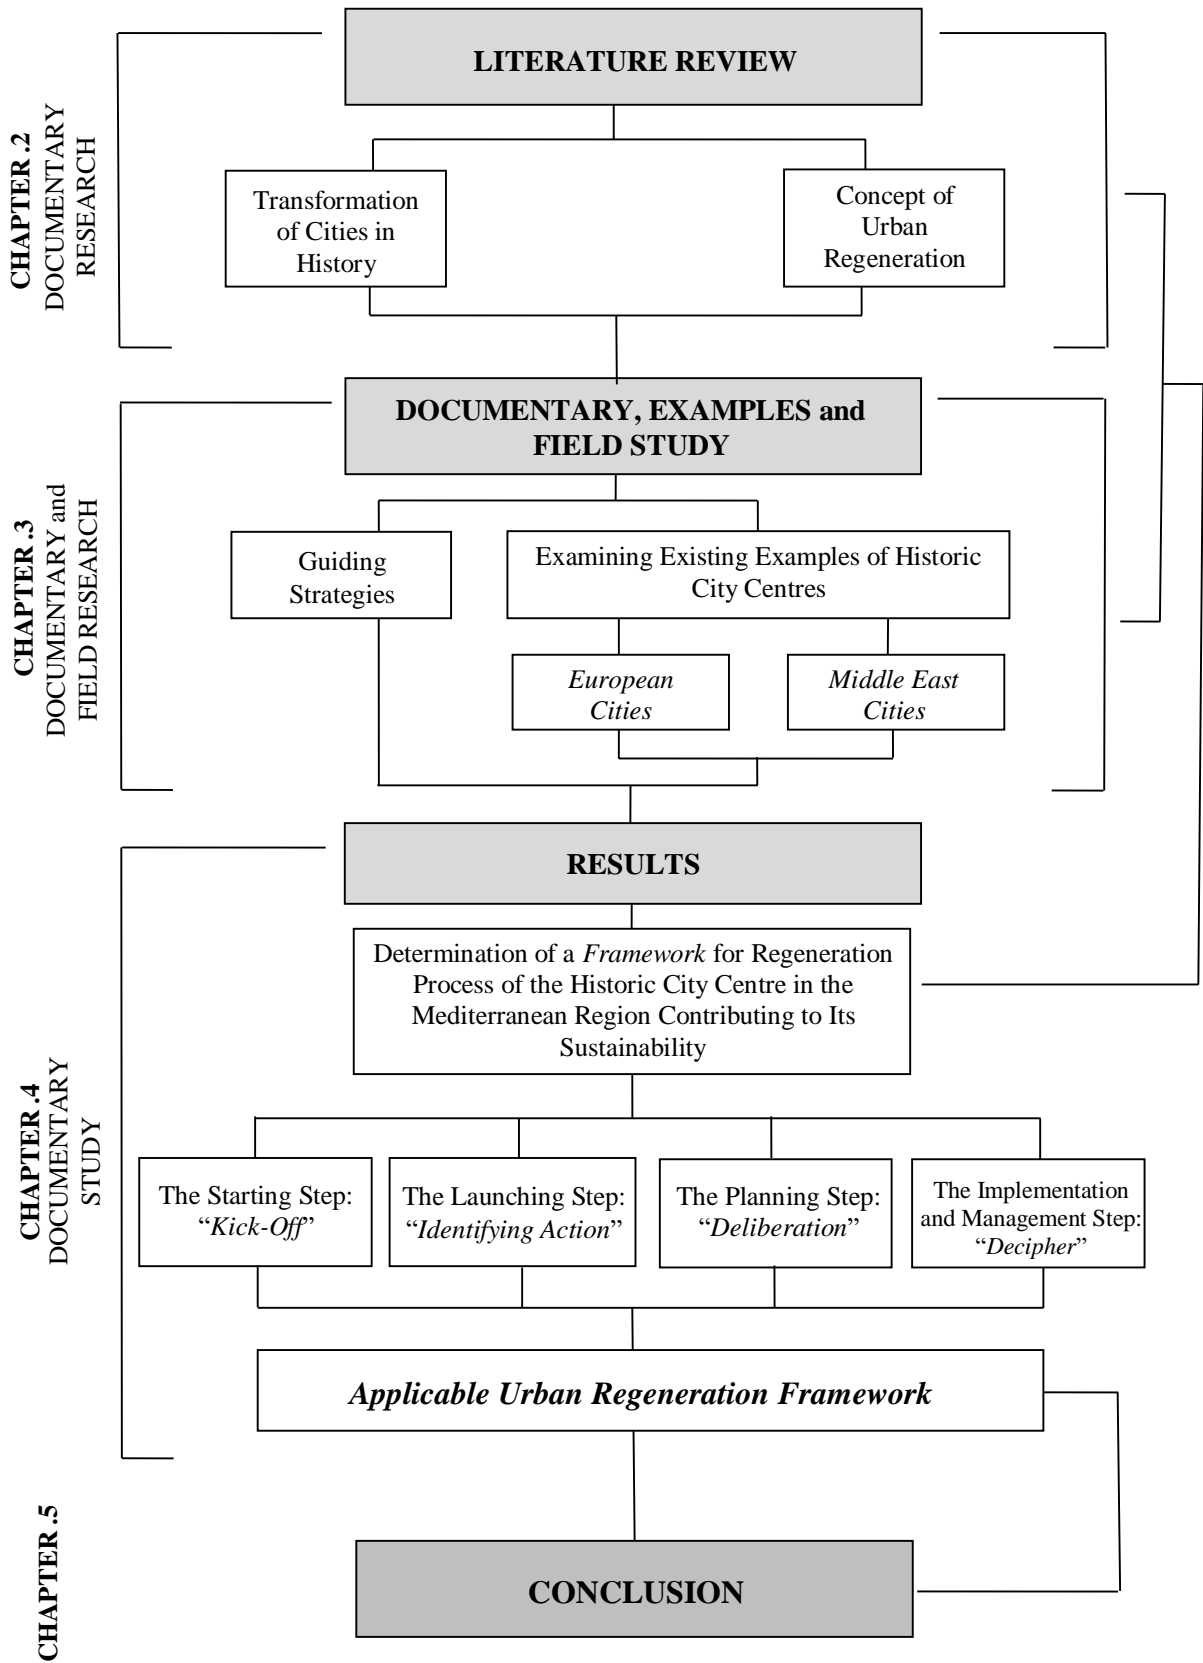 LITERATURE REVIEW
CHAPTER .2
DOCUMENTARY
RESEARCH
Transformation
of Cities in
History
Concept of
Urban
Regeneration
DOCUMENTARY, EXAMPLES and
FIELD STUDY
CHAPTER .3
DOCUMENTARY and
FIELD RESEARCH
Guiding
Strategies
Examining Existing Examples of Historic
City Centres
European
Cities
Middle East
Cities
RESULTS
Determination of a Framework for Regeneration
Process of the Historic City Centre in the
Mediterranean Region Contributing to Its
Sustainability
CHAPTER .4
DOCUMENTARY
STUDY
The Starting Step:
“Kick-Off”
The Launching Step:
“Identifying Action”
The Planning Step:
“Deliberation”
The Implementation
and Management Step:
“Decipher”
Applicable Urban Regeneration Framework
CHAPTER .5
CONCLUSION